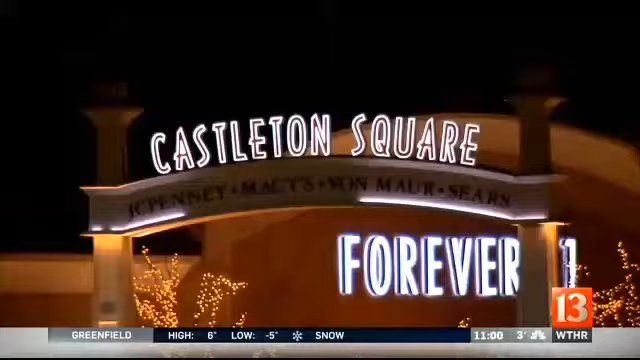 CASTLETON SQUARE
JCPENNEY • MACY'S • VON MAUR • SEARS
FOREVER 1
13
GREENFIELD HIGH: 6° LOW: -5° SNOW 11:00 3° WTHR